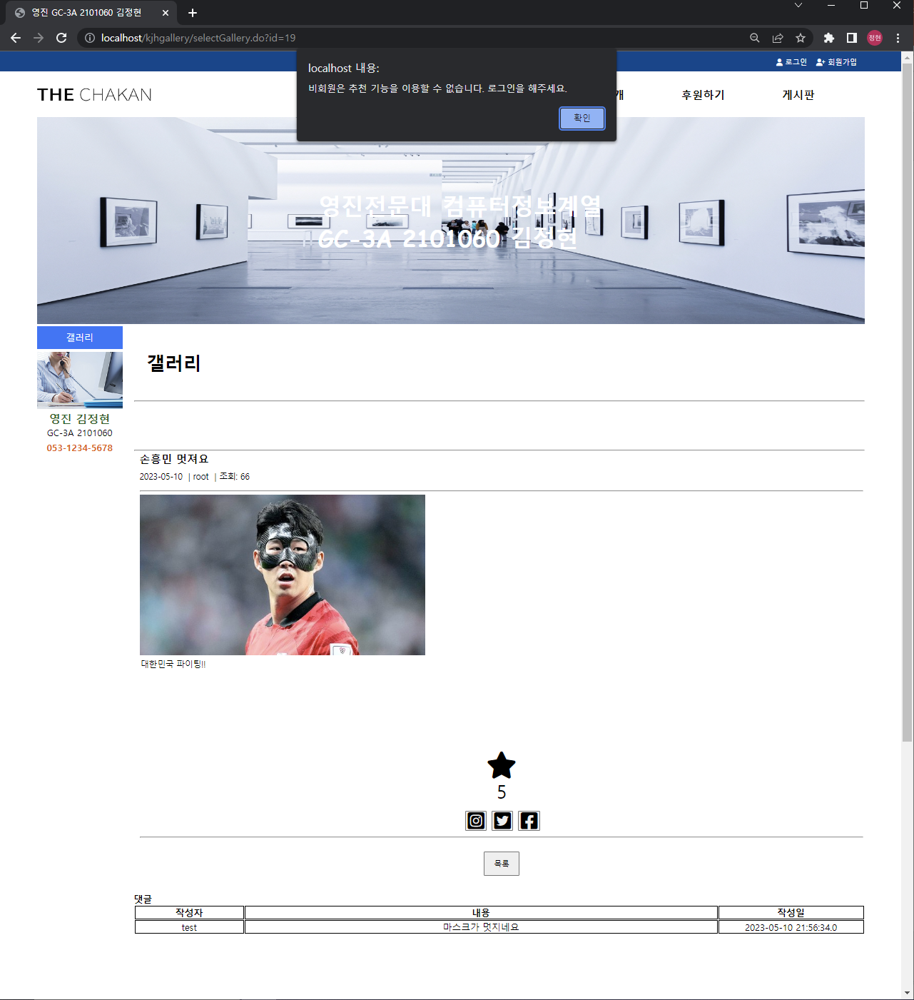 영진 GC-3A 2101060 김정현
localhost/kjhgallery/selectGallery.do?id=19
정현
로그인 회원가입
localhost 내용:
비회원은 추천 기능을 이용할 수 없습니다. 로그인을 해주세요.
확인
THE CHAKAN
개 후원하기 게시판
영진전문대 컴퓨터정보계열
GC-3A 2101060 김정현
갤러리
영진 김정현
GC-3A 2101060
053-1234-5678
갤러리
손흥민 멋져요
2023-05-10 | root | 조회: 66
대한민국 파이팅!!
5
목록
댓글
작성자 내용 작성일
test 마스크가 멋지네요 2023-05-10 21:56:34.0